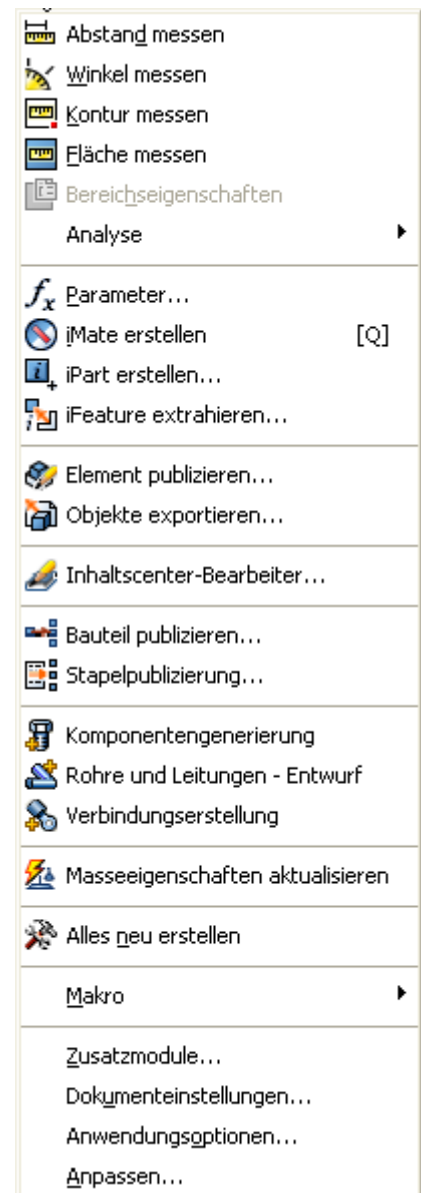 Abstand messen
Winkel messen
Kontur messen
Fläche messen
Bereichseigenschaften
Analyse
Parameter...
iMate erstellen [Q]
iPart erstellen...
iFeature extrahieren...
Element publizieren...
Objekte exportieren...
Inhaltscenter-Bearbeiter...
Bauteil publizieren...
Stapelpublizierung...
Komponentengenerierung
Rohre und Leitungen - Entwurf
Verbindungserstellung
Masseeigenschaften aktualisieren
Alles neu erstellen
Makro
Zusatzmodule...
Dokumenteinstellungen...
Anwendungsoptionen...
Anpassen...